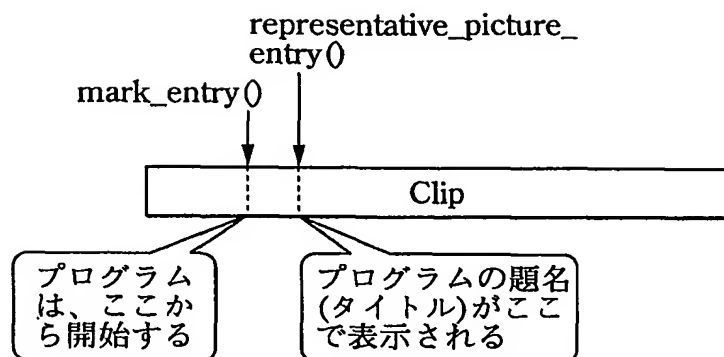 representative_picture_
entry()
mark_entry()
Clip
プログラム
は、ここか
ら開始する
プログラムの題名
(タイトル)がここ
で表示される